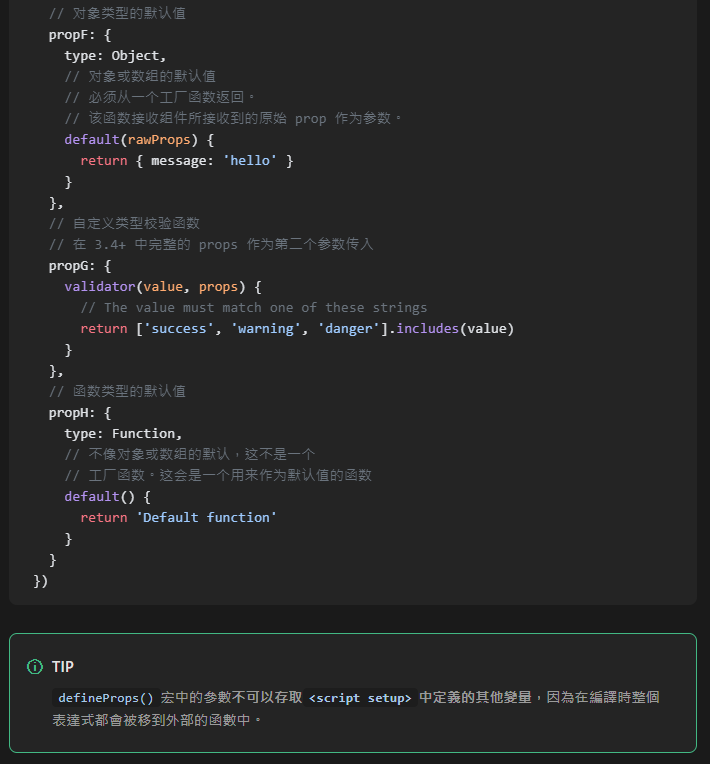 // 对象类型的默认值
propF: {
type: Object,
// 对象或数组的默认值
// 必须从一个工厂函数返回。
// 该函数接收组件所接收到的原始 prop 作为参数。
default(rawProps) {
return { message: 'hello' }
}
},
// 自定义类型校验函数
// 在 3.4+ 中完整的 props 作为第二个参数传入
propG: {
validator(value, props) {
// The value must match one of these strings
return ['success', 'warning', 'danger'].includes(value)
}
},
// 函数类型的默认值
propH: {
type: Function,
// 不像对象或数组的默认，这不是一个
// 工厂函数。这会是一个用来作为默认值的函数
default() {
return 'Default function'
}
}
})
TIP
defineProps() 宏中的參數不可以存取 <script setup> 中定義的其他變量，因為在編譯時整個
表達式都會被移到外部的函數中。